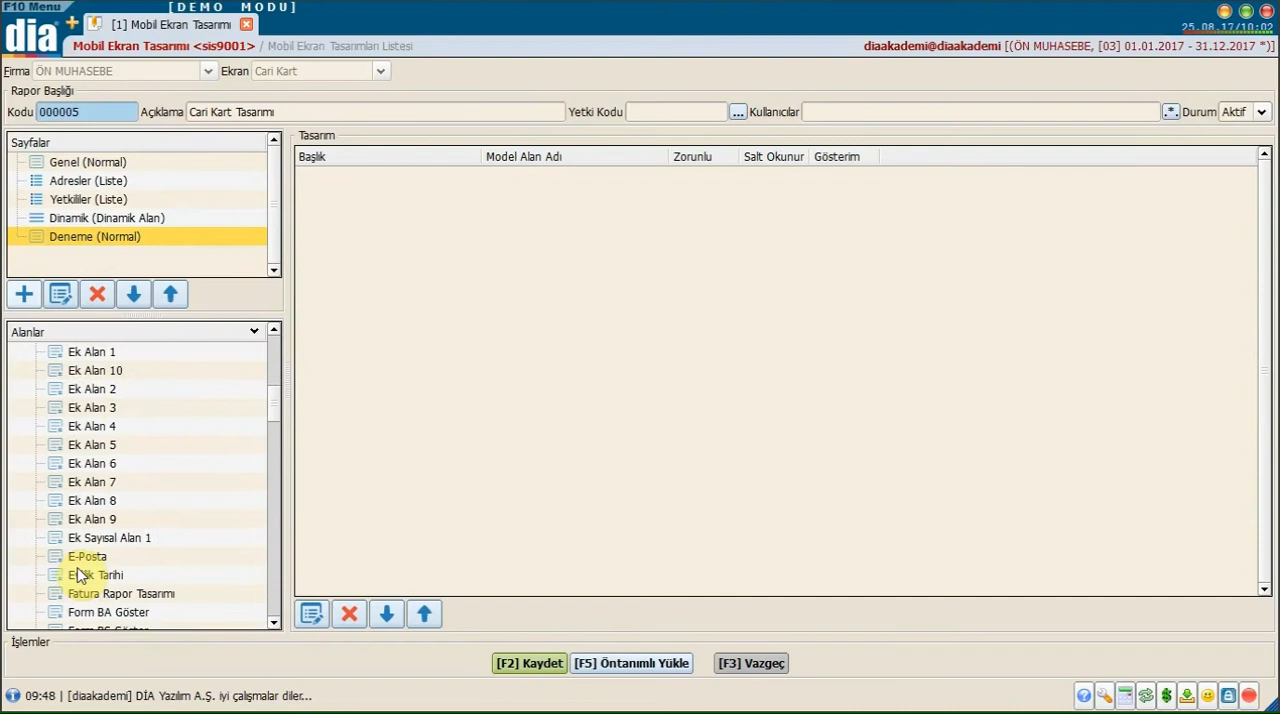 F10 Menu
[DEMO MODU]
dia
[1] Mobil Ekran Tasarımı
25.08.17/10:02
Mobil Ekran Tasarımı <sis9001> / Mobil Ekran Tasarımları Listesi
diaakademi@diaakademi [(ÖN MUHASEBE, [03] 01.01.2017 - 31.12.2017 *)]
Firma ÖN MUHASEBE Ekran Cari Kart
Rapor Başlığı
Kodu 000005 Açıklama Cari Kart Tasarımı Yetki Kodu ... Kullanıcılar .*. Durum Aktif
Sayfalar
Genel (Normal)
Adresler (Liste)
Yetkililer (Liste)
Dinamik (Dinamik Alan)
Deneme (Normal)
Alanlar
Ek Alan 1
Ek Alan 10
Ek Alan 2
Ek Alan 3
Ek Alan 4
Ek Alan 5
Ek Alan 6
Ek Alan 7
Ek Alan 8
Ek Alan 9
Ek Sayısal Alan 1
E-Posta
Tarihi
Fatura Rapor Tasarımı
Form BA Göster
Tasarım
Başlık Model Alan Adı Zorunlu Salt Okunur Gösterim
İşlemler
[F2] Kaydet [F5] Öntanımlı Yükle [F3] Vazgeç
09:48 | [diaakademi] DİA Yazılım A.Ş. iyi çalışmalar diler...